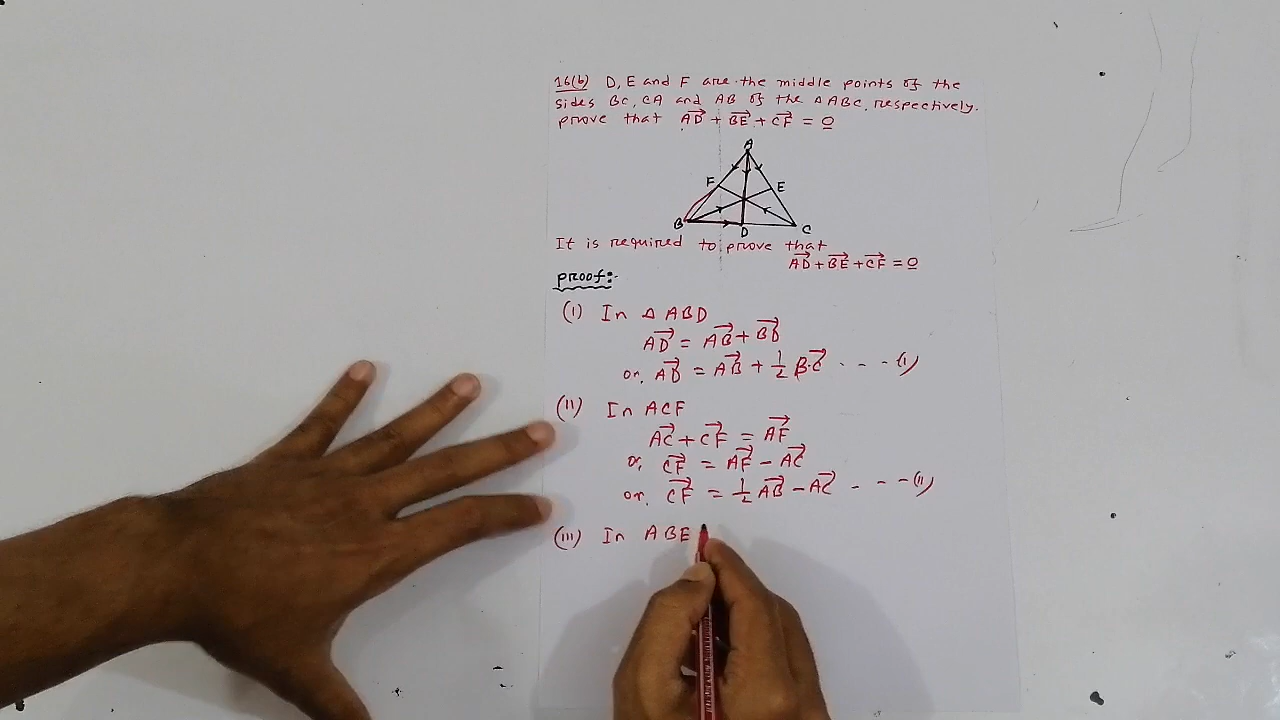 16(b) D, E and F are the middle points of the
sides BC, CA and AB of the △ ABC, respectively.
prove that AD⃗ + BE⃗ + CF⃗ = 0
A
F E
B D C
It is required to prove that
AD⃗ + BE⃗ + CF⃗ = 0
proof:-
(I) In △ ABD
AD⃗ = AB⃗ + BD⃗
or, AD⃗ = AB⃗ + 1/2 BC⃗ - - - (I)
(II) In ACF
AC⃗ + CF⃗ = AF⃗
or, CF⃗ = AF⃗ - AC⃗
or, CF⃗ = 1/2 AB⃗ - AC⃗ - - - (II)
(III) In ABE